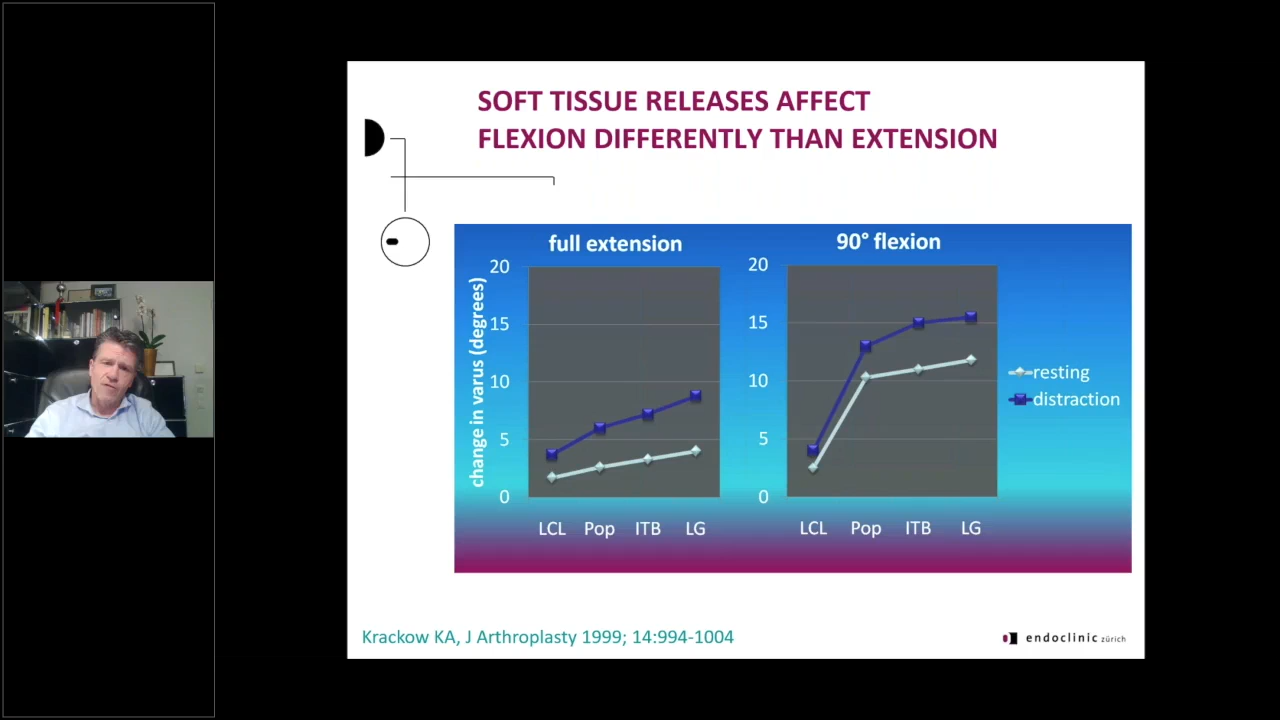 SOFT TISSUE RELEASES AFFECT
FLEXION DIFFERENTLY THAN EXTENSION
full extension
change in varus (degrees)
20
15
10
5
0
LCL Pop ITB LG
90° flexion
20
15
10
5
0
LCL Pop ITB LG
resting
distraction
Krackow KA, J Arthroplasty 1999; 14:994-1004
endoclinic zürich